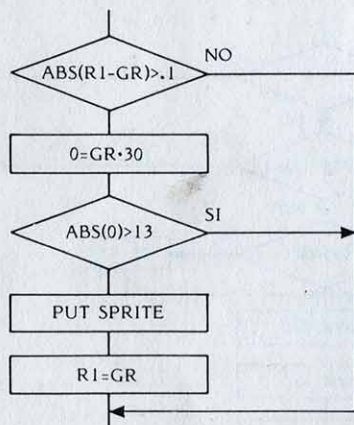 ABS(R1-GR)>.1
NO
0=GR·30
ABS(0)>13
SI
PUT SPRITE
R1=GR